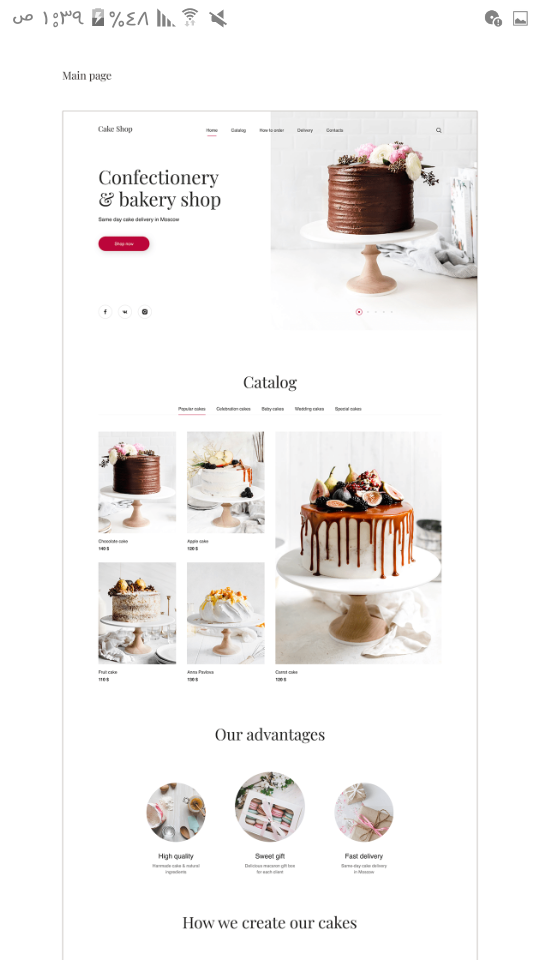 ص ١:٣٩ %٤٨
Main page
Cake Shop
Home Catalog How to order Delivery Contacts
Confectionery
& bakery shop
Same day cake delivery in Moscow
Shop now
Catalog
Popular cakes Celebration cakes Baby cakes Wedding cakes Special cakes
Chocolate cake
140 $
Apple cake
120 $
Fruit cake
110 $
Anna Pavlova
Carrot cake
Our advantages
High quality
Handmade cake & natural
ingredients
Sweet gift
Delicious macaron gift box
for each client
Fast delivery
Same day cake delivery
in Moscow
How we create our cakes